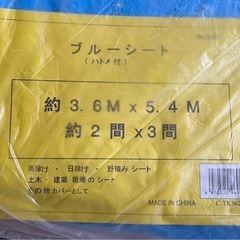 ブルーシート
(ハトメ付)
約3.6M×5.4M
約2間×3間
雨除け・日除け・野積みシート
土木・建築現場のシート
その他カバーとして
MADE IN CHINA